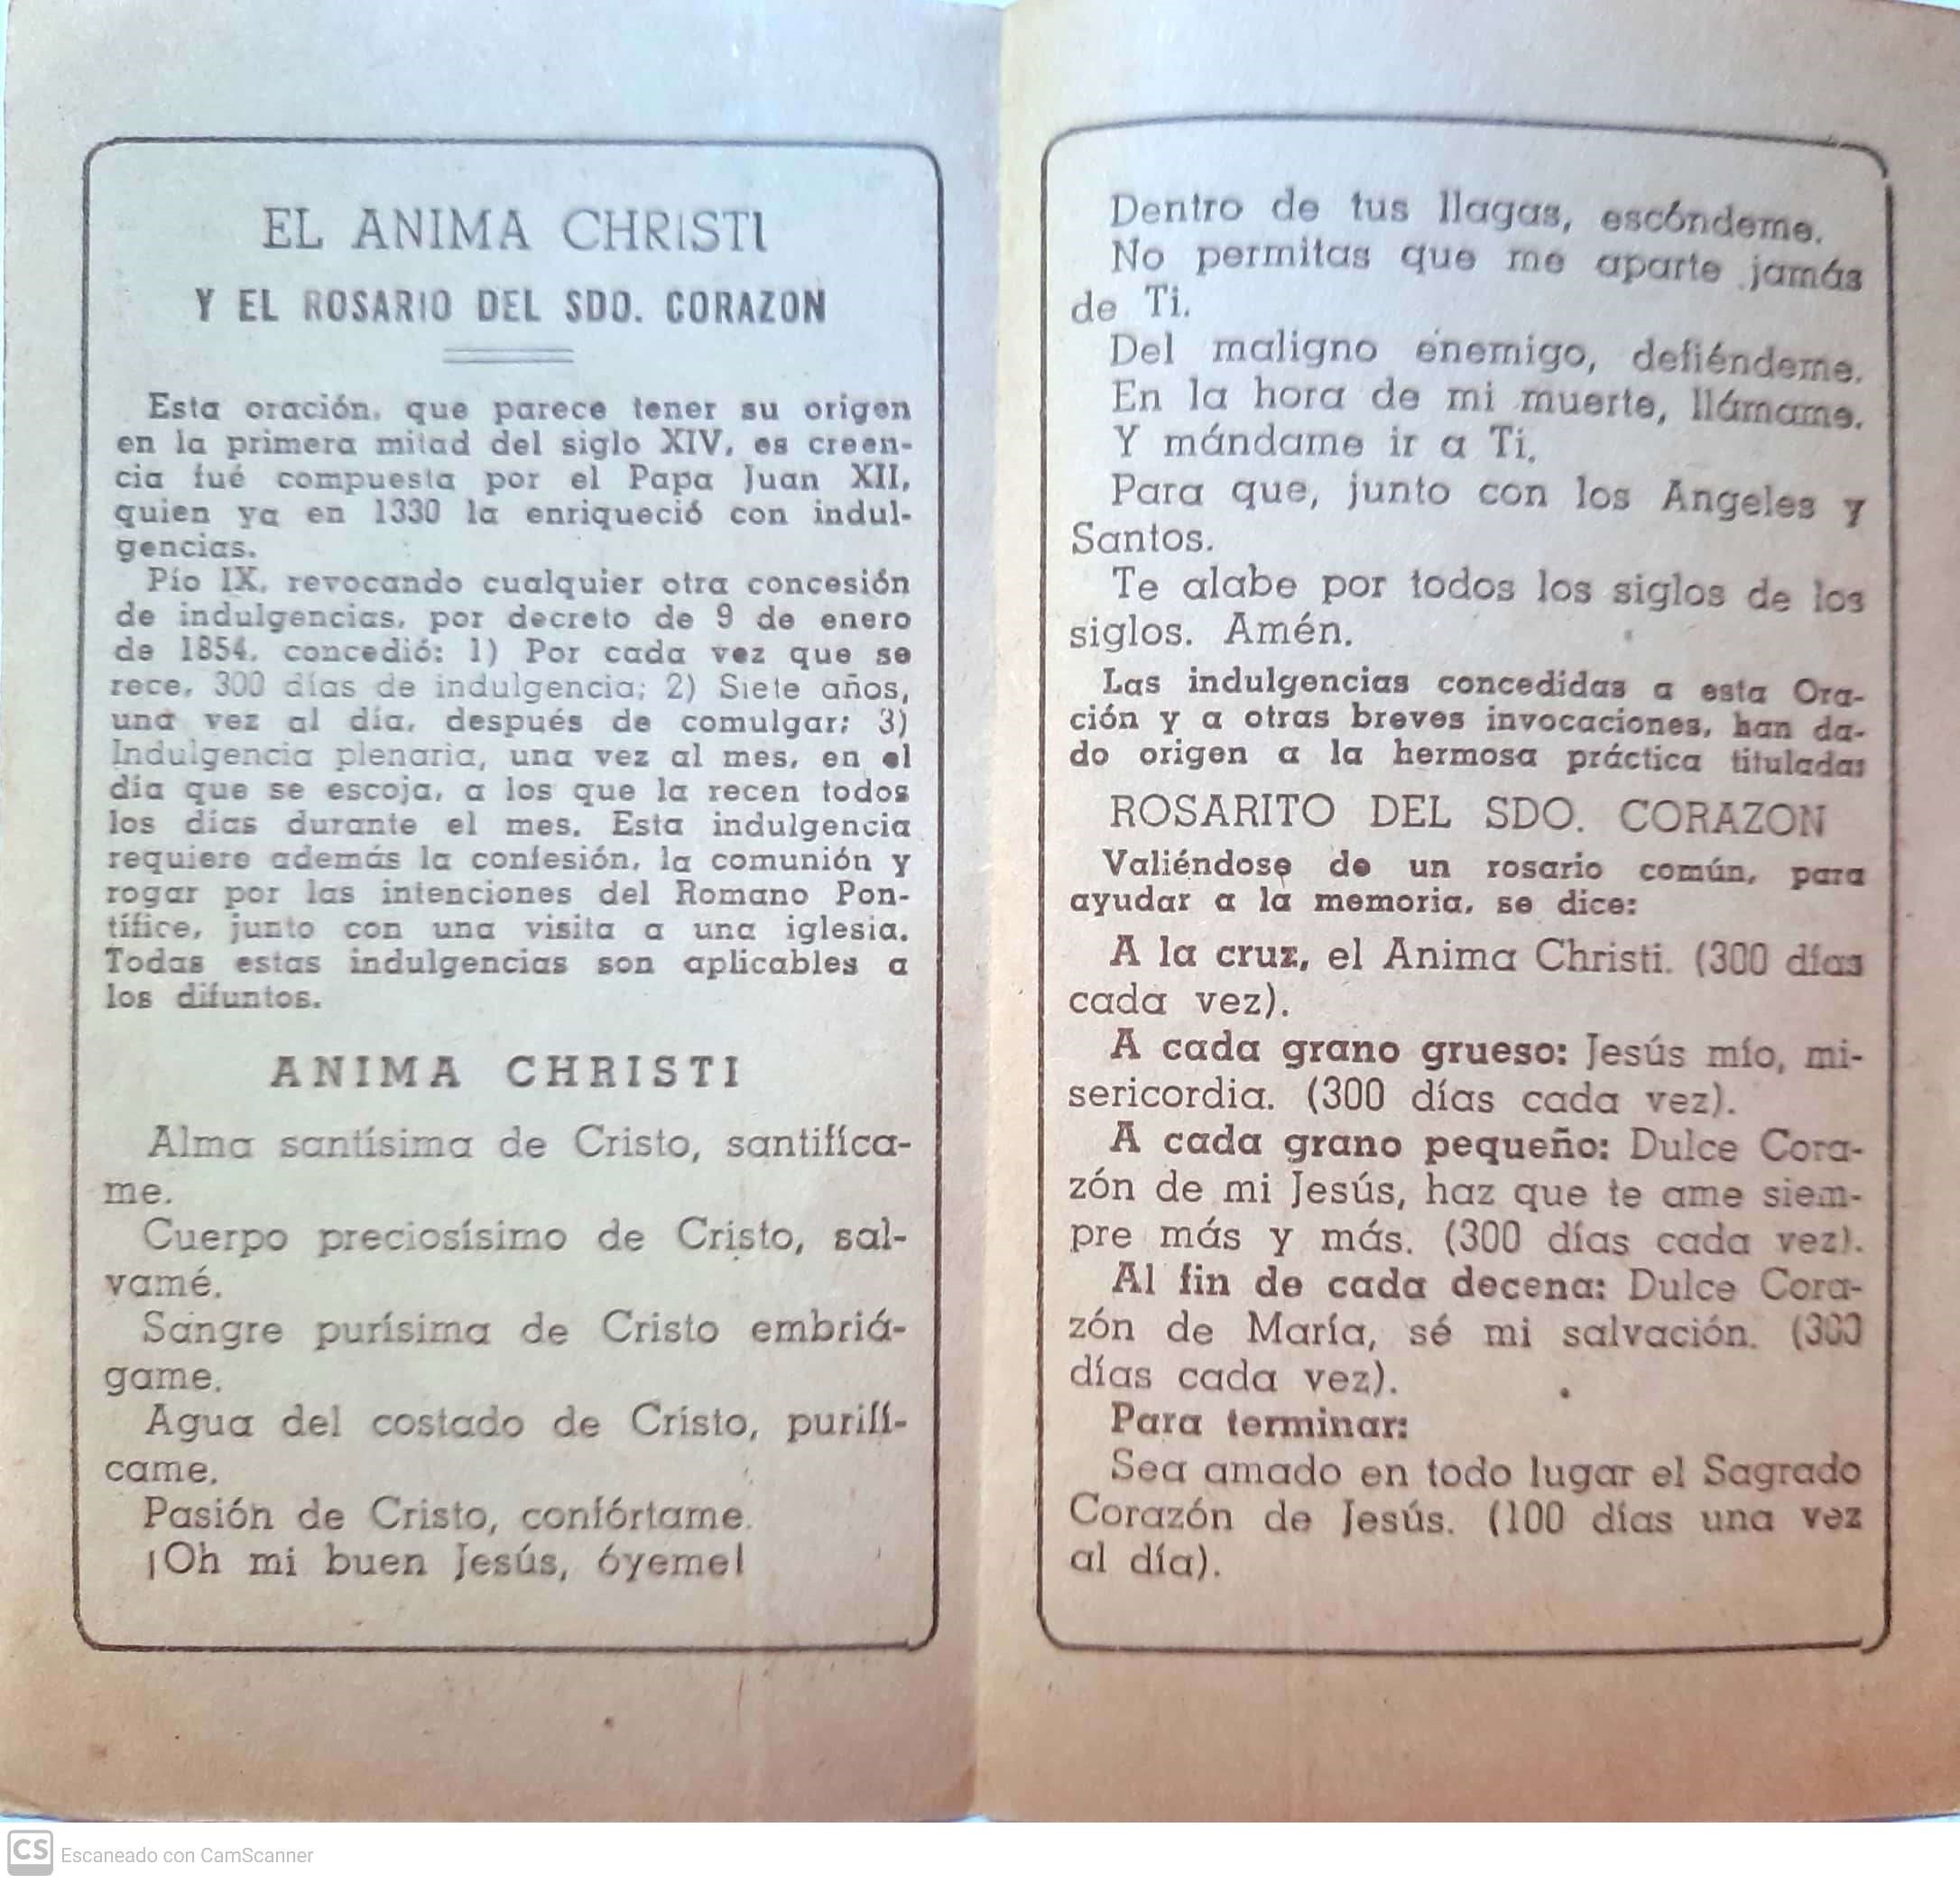 EL ANIMA CHRISTI
Y EL ROSARIO DEL SDO. CORAZON
Esta oración, que parece tener su origen
en la primera mitad del siglo XIV, es creen-
cia fué compuesta por el Papa Juan XII,
quien ya en 1330 la enriqueció con indul-
gencias.
Pío IX, revocando cualquier otra concesión
de indulgencias, por decreto de 9 de enero
de 1854, concedió: 1) Por cada vez que se
rece, 300 días de indulgencia; 2) Siete años,
una vez al día, después de comulgar; 3)
Indulgencia plenaria, una vez al mes, en el
día que se escoja, a los que la recen todos
los días durante el mes. Esta indulgencia
requiere además la confesión, la comunión y
rogar por las intenciones del Romano Pon-
tífice, junto con una visita a una iglesia.
Todas estas indulgencias son aplicables a
los difuntos.
ANIMA CHRISTI
Alma santísima de Cristo, santifíca-
me.
Cuerpo preciosísimo de Cristo, sal-
vamé.
Sangre purísima de Cristo embriá-
game.
Agua del costado de Cristo, purifí-
came.
Pasión de Cristo, confórtame.
¡Oh mi buen Jesús, óyeme!
Dentro de tus llagas, escóndeme.
No permitas que me aparte jamás
de Ti.
Del maligno enemigo, defiéndeme.
En la hora de mi muerte, llámame.
Y mándame ir a Ti.
Para que, junto con los Angeles y
Santos.
Te alabe por todos los siglos de los
siglos. Amén.
Las indulgencias concedidas a esta Ora-
ción y a otras breves invocaciones, han da-
do origen a la hermosa práctica tituladas
ROSARITO DEL SDO. CORAZON
Valiéndose de un rosario común, para
ayudar a la memoria, se dice:
A la cruz, el Anima Christi. (300 días
cada vez).
A cada grano grueso: Jesús mío, mi-
sericordia. (300 días cada vez).
A cada grano pequeño: Dulce Cora-
zón de mi Jesús, haz que te ame siem-
pre más y más. (300 días cada vez).
Al fin de cada decena: Dulce Cora-
zón de María, sé mi salvación. (300
días cada vez).
Para terminar:
Sea amado en todo lugar el Sagrado
Corazón de Jesús. (100 días una vez
al día).
CS Escaneado con CamScanner